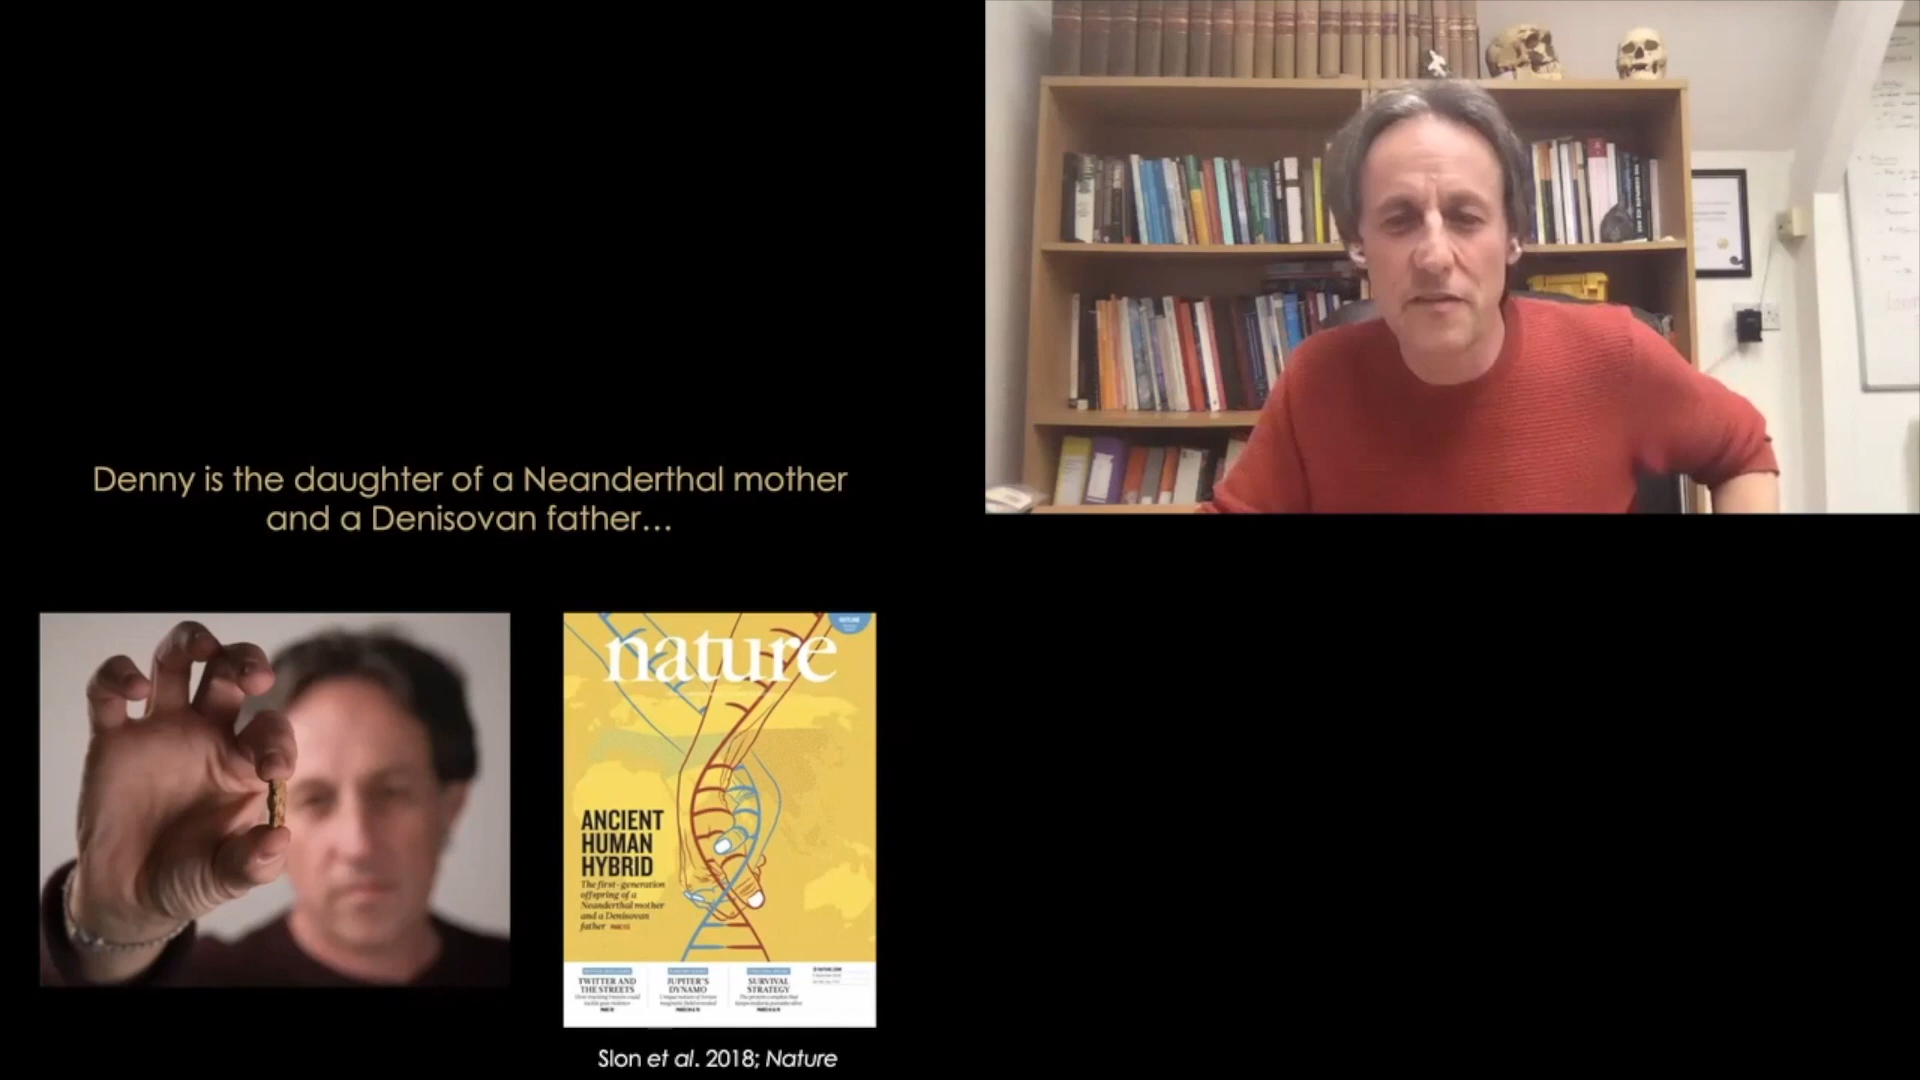 Denny is the daughter of a Neanderthal mother
and a Denisovan father...
nature
ANCIENT
HUMAN
HYBRID
The first-generation
offspring of a
Neanderthal mother
and a Denisovan
father
TWITTER AND
THE STREETS
JUPITER'S
DYNAMO
SURVIVAL
STRATEGY
Slon et al. 2018; Nature